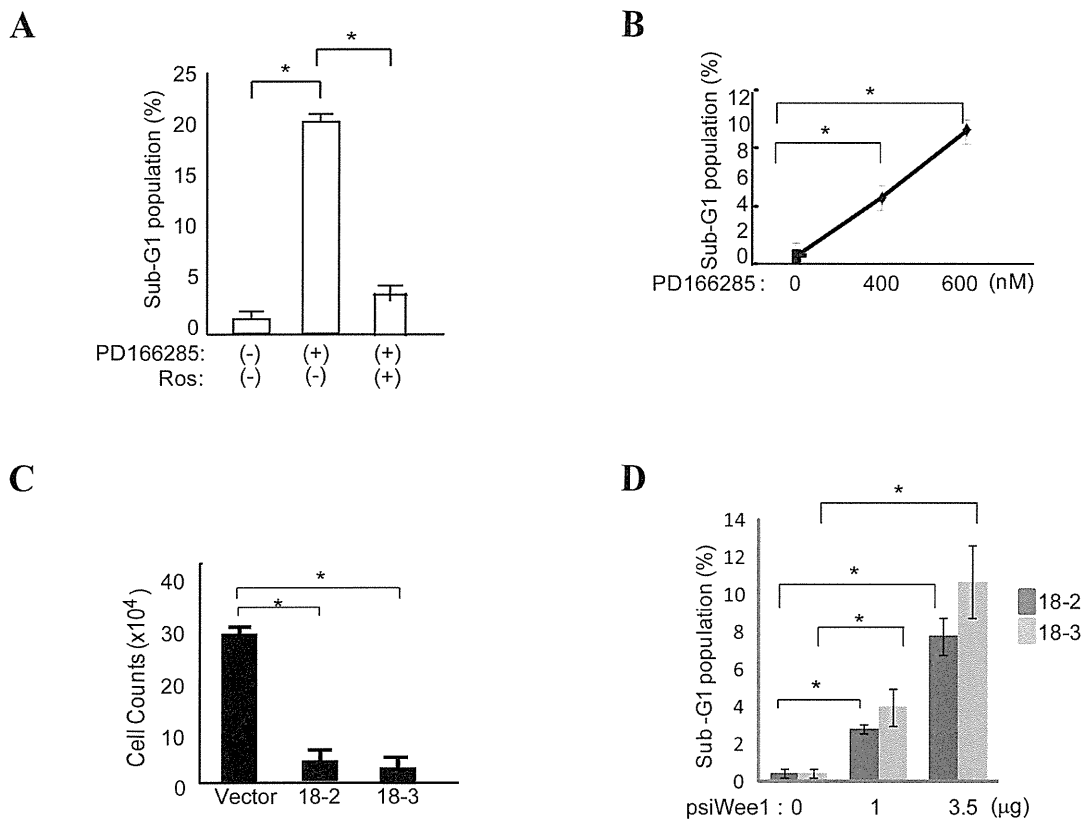 A
Sub-G1 population (%)
25
20
15
10
5
0
*
*
PD166285: (-) (+) (+)
Ros: (-) (-) (+)
B
Sub-G1 population (%)
12
10
8
6
4
2
0
*
*
PD166285 : 0 400 600 (nM)
C
Cell Counts (x10⁴)
40
30
20
10
0
*
*
Vector 18-2 18-3
D
Sub -G1 population (%)
14
12
10
8
6
4
2
0
*
*
*
*
18-2
18-3
psiWee1 : 0 1 3.5 (μg)